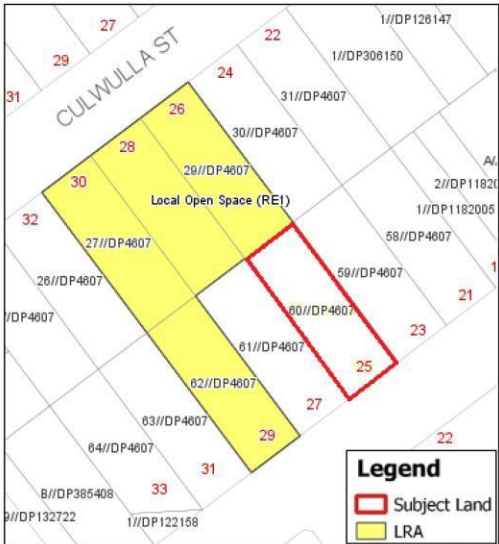 1//DP126147
27
22
1//DP306150
29
CULWULLA ST
24
31//DP4607
31
26
30//DP4607
28
29//DP4607
2//DP1182
30
Local Open Space (RE1)
1//DP1182005
32
27//DP4607
58//DP4607
26//DP4607
59//DP4607
21
/DP4607
60//DP4607
23
61//DP4607
25
62//DP4607
27
63//DP4607
22
64//DP4607
29
31
33
B//DP385408
9//DP132722
1//DP122158
Legend
Subject Land
LRA